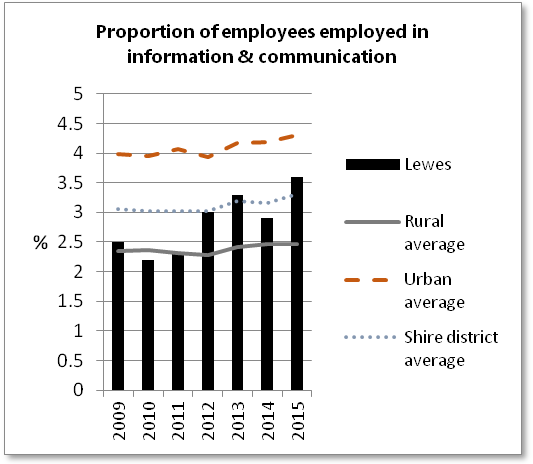 Proportion of employees employed in
information & communication
5
4.5
4
3.5
3
2.5
2
1.5
1
0.5
0
%
2009
2010
2011
2012
2013
2014
2015
Lewes
Rural
average
Urban
average
Shire district
average